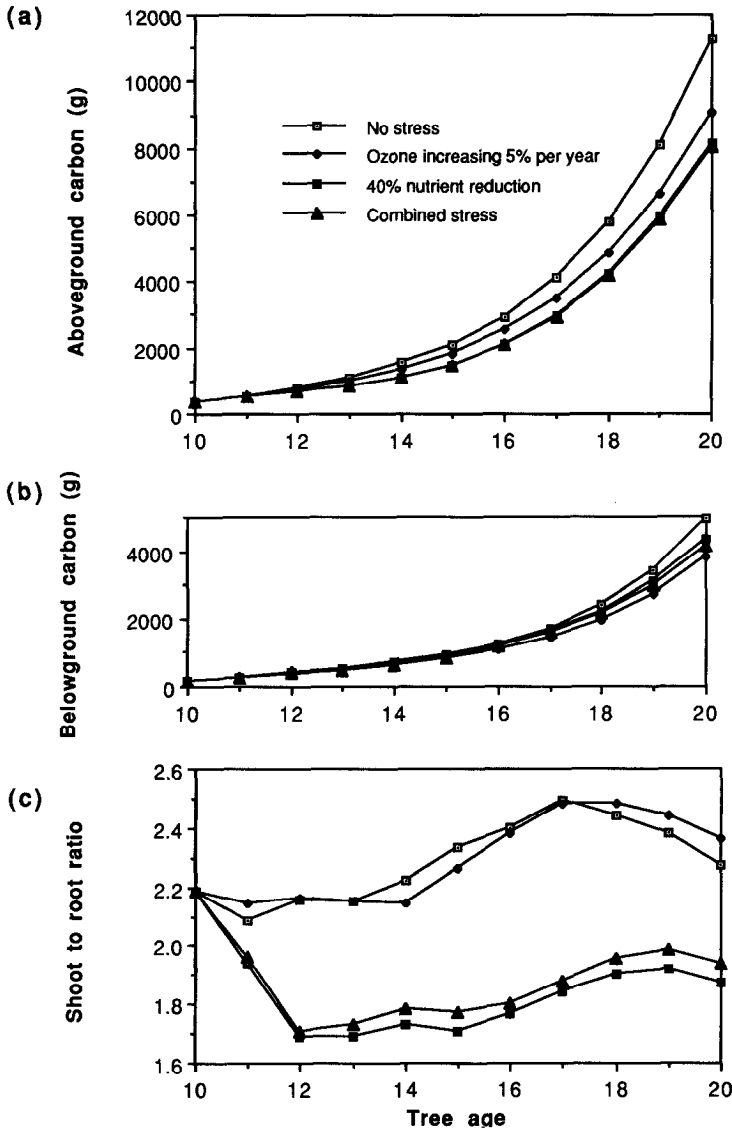 (a)
Aboveground carbon (g)
12000
10000
8000
6000
4000
2000
0
No stress
Ozone increasing 5% per year
40% nutrient reduction
Combined stress
10 12 14 16 18 20
(b)
Belowground carbon (g)
4000
2000
0
10 12 14 16 18 20
(c)
Shoot to root ratio
2.6
2.4
2.2
2.0
1.8
1.6
10 12 14 16 18 20
Tree age